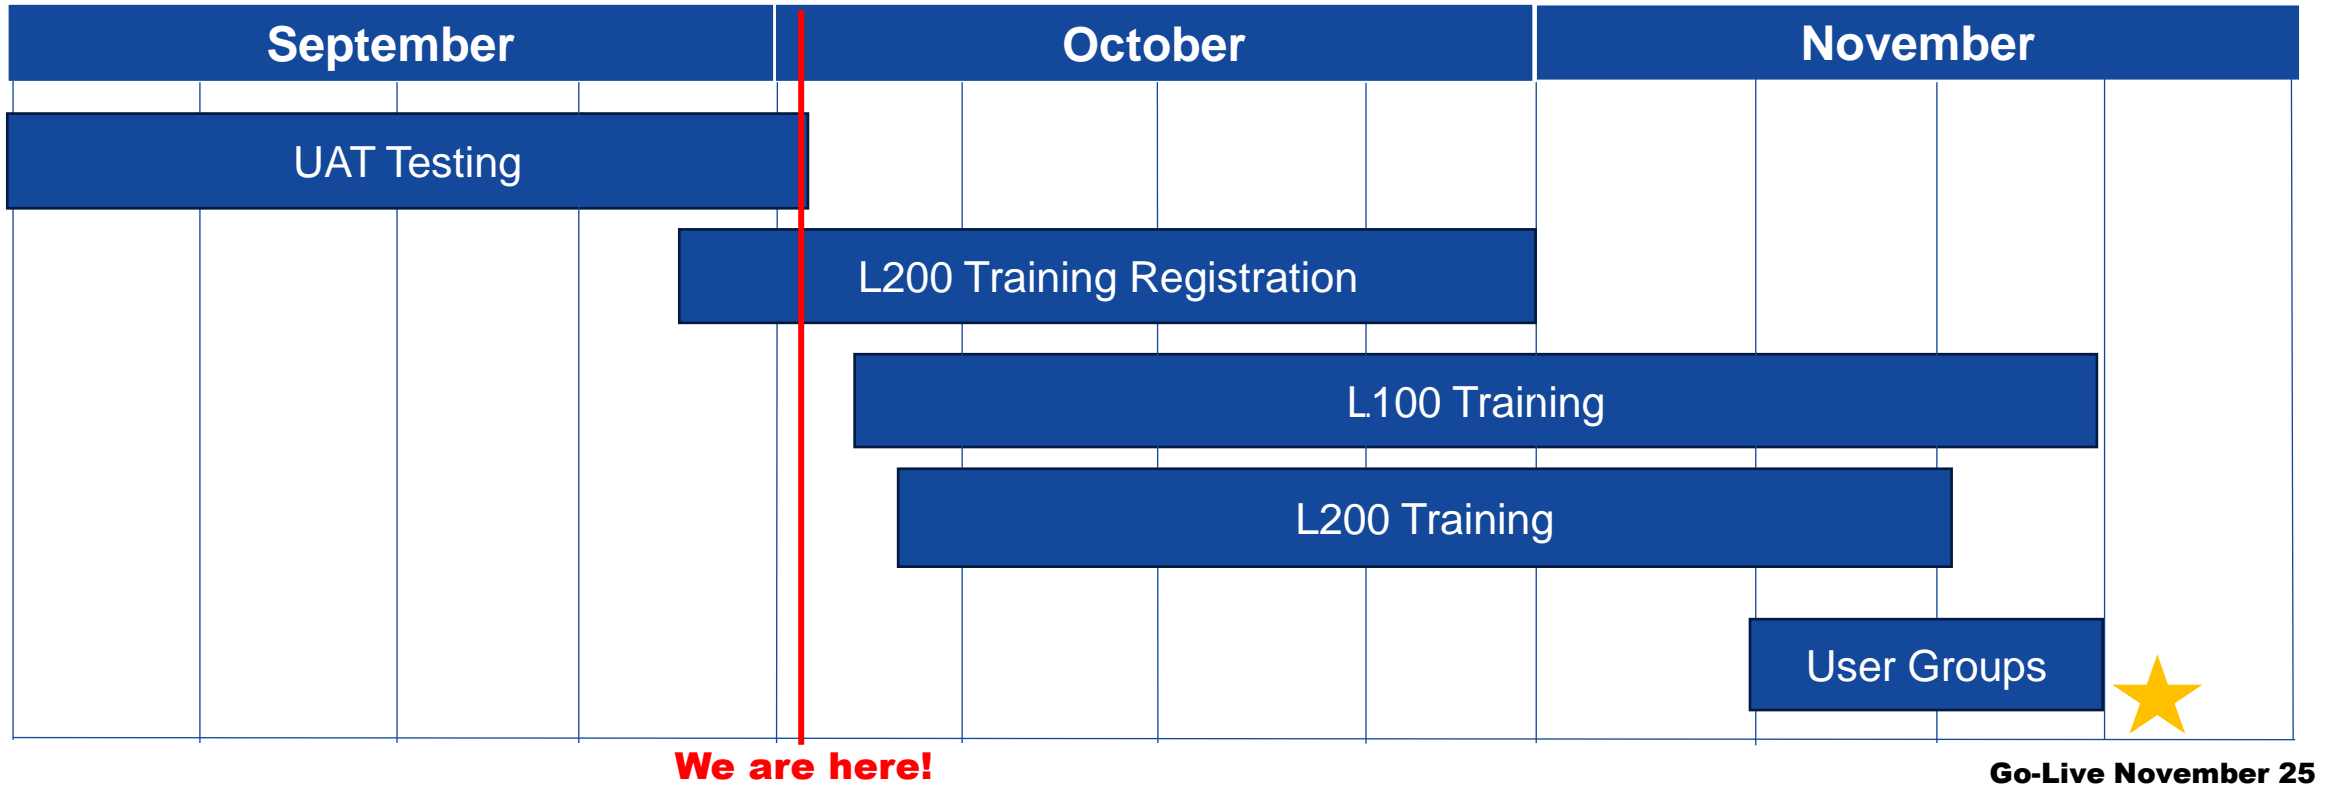 September
October
November
UAT Testing
L200 Training Registration
L100 Training
L200 Training
User Groups
We are here!
Go-Live November 25